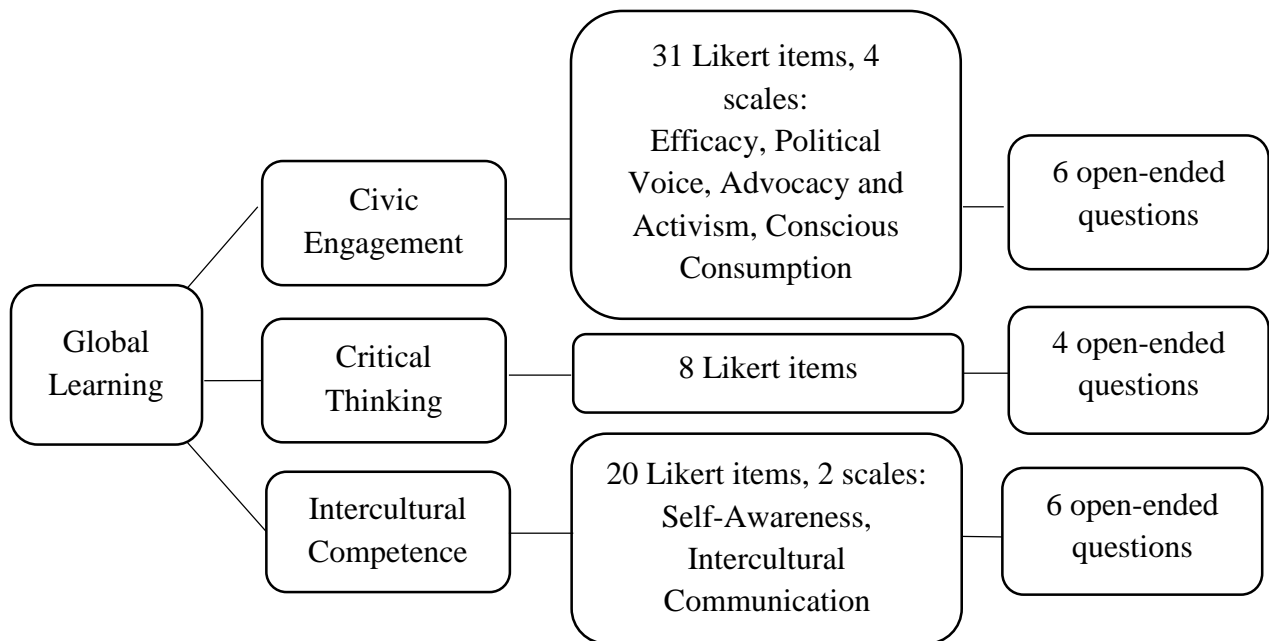 Global
Learning
Civic
Engagement
31 Likert items, 4
scales:
Efficacy, Political
Voice, Advocacy and
Activism, Conscious
Consumption
6 open-ended
questions
Critical
Thinking
8 Likert items
4 open-ended
questions
Intercultural
Competence
20 Likert items, 2 scales:
Self-Awareness,
Intercultural
Communication
6 open-ended
questions